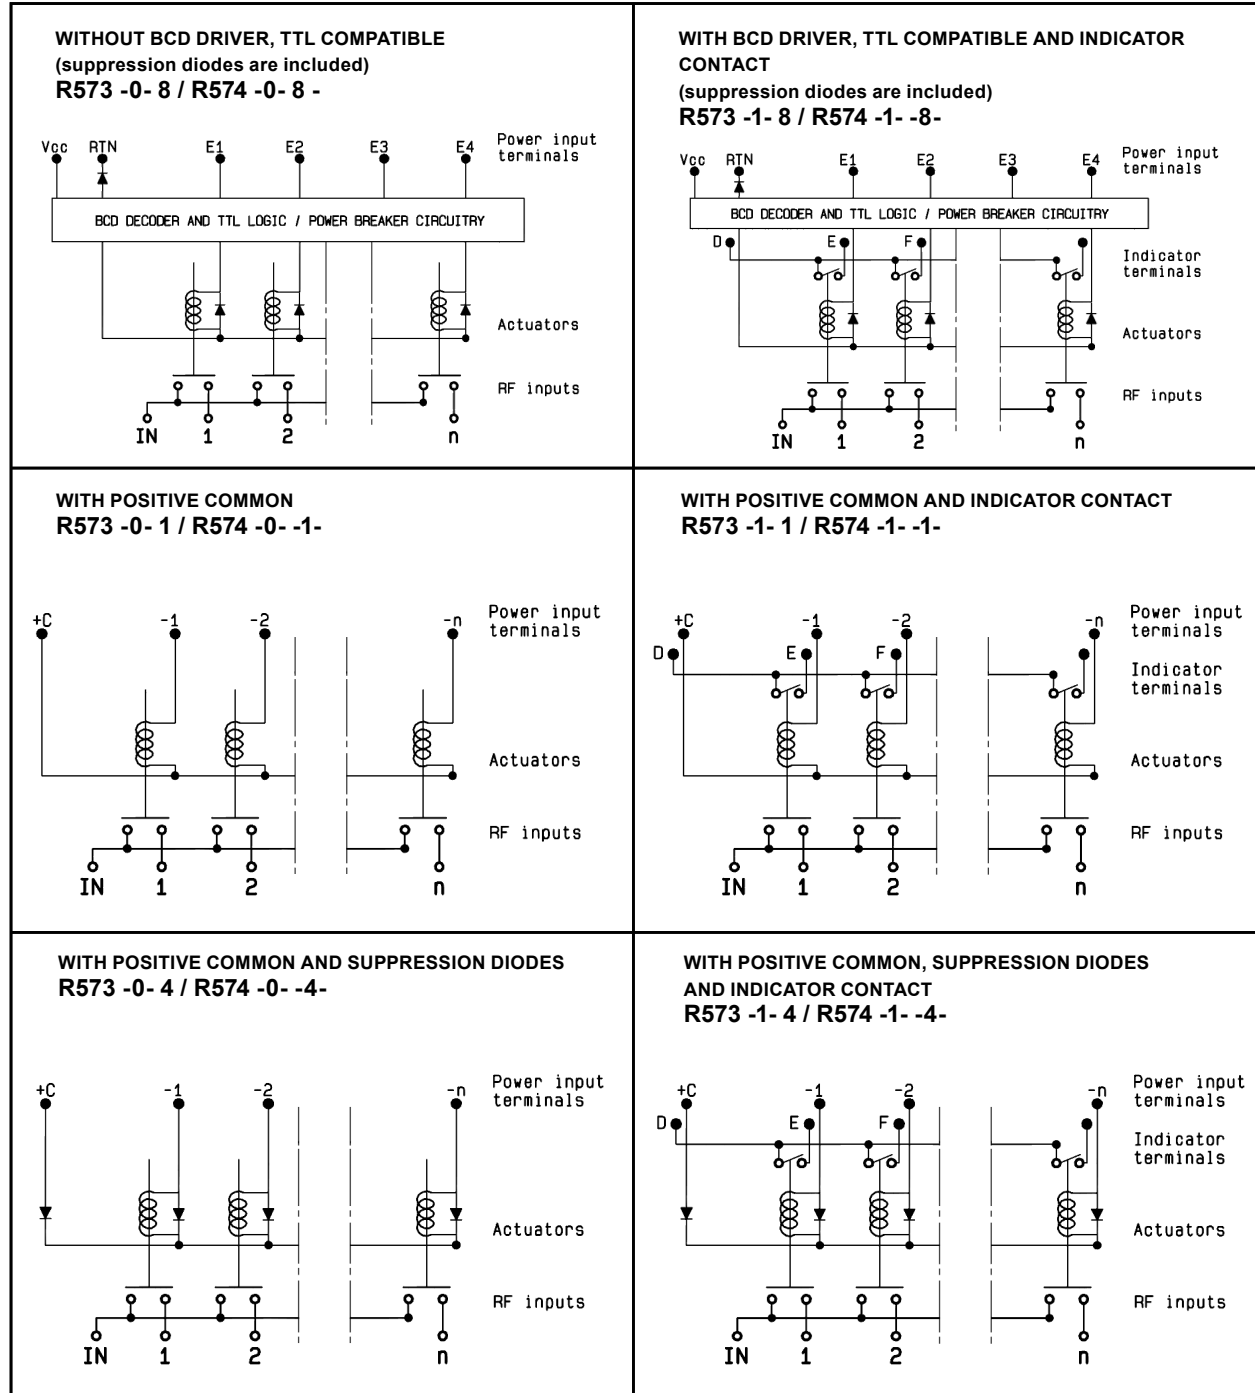 WITHOUT BCD DRIVER, TTL COMPATIBLE
(suppression diodes are included)
R573 -0- 8 / R574 -0- 8 -
Vcc RTN E1 E2 E3 E4 Power input
terminals
BCD DECODER AND TTL LOGIC / POWER BREAKER CIRCUITRY
Actuators
RF inputs
IN 1 2 n
WITH BCD DRIVER, TTL COMPATIBLE AND INDICATOR
CONTACT
(suppression diodes are included)
R573 -1- 8 / R574 -1- -8-
Vcc RTN E1 E2 E3 E4 Power input
terminals
BCD DECODER AND TTL LOGIC / POWER BREAKER CIRCUITRY
D E F
Indicator
terminals
Actuators
RF inputs
IN 1 2 n
WITH POSITIVE COMMON
R573 -0- 1 / R574 -0- -1-
+C -1 -2 -n Power input
terminals
Actuators
RF inputs
IN 1 2 n
WITH POSITIVE COMMON AND INDICATOR CONTACT
R573 -1- 1 / R574 -1- -1-
+C -1 -2 -n Power input
terminals
D E F
Indicator
terminals
Actuators
RF inputs
IN 1 2 n
WITH POSITIVE COMMON AND SUPPRESSION DIODES
R573 -0- 4 / R574 -0- -4-
+C -1 -2 -n Power input
terminals
Actuators
RF inputs
IN 1 2 n
WITH POSITIVE COMMON, SUPPRESSION DIODES
AND INDICATOR CONTACT
R573 -1- 4 / R574 -1- -4-
+C -1 -2 -n Power input
terminals
D E F
Indicator
terminals
Actuators
RF inputs
IN 1 2 n